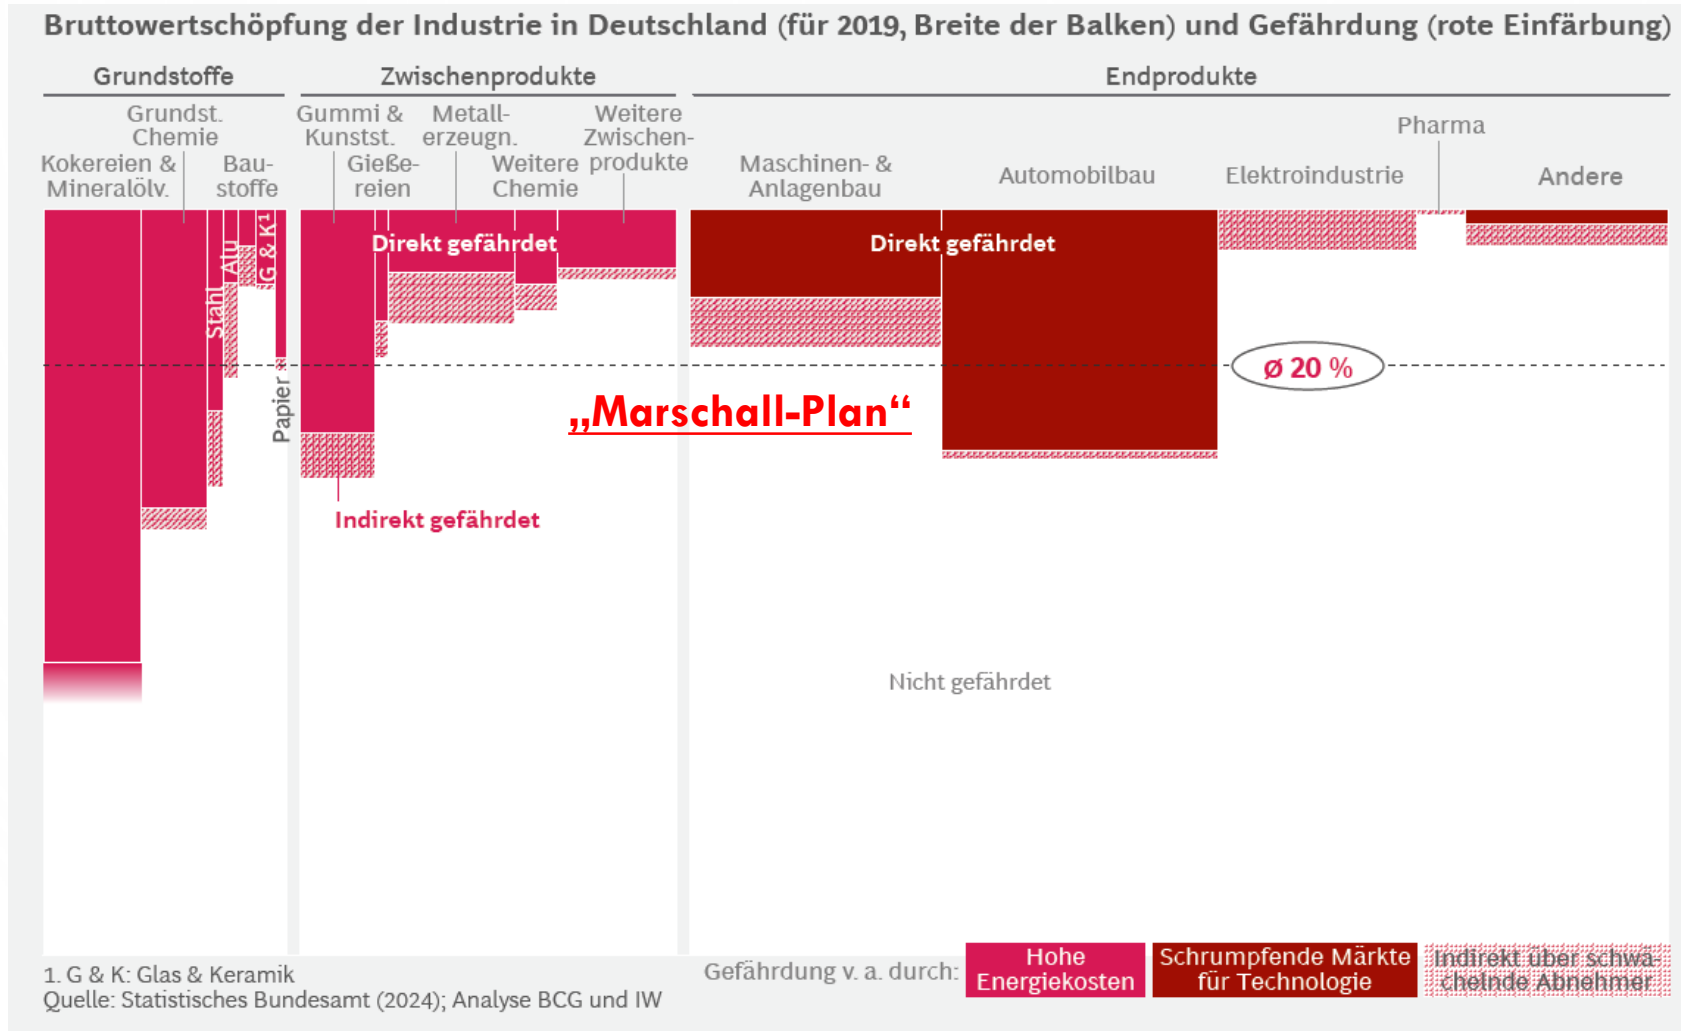 Bruttowertschöpfung der Industrie in Deutschland (für 2019, Breite der Balken) und Gefährdung (rote Einfärbung)
Grundstoffe
Zwischenprodukte
Endprodukte
Kokereien &
Mineralölv.
Grundst.
Chemie
Bau-
stoffe
Gummi &
Kunstst.
Gieße-
reien
Metall-
erzeugn.
Weitere
Chemie
Weitere
Zwischen-
produkte
Maschinen- &
Anlagenbau
Automobilbau
Elektroindustrie
Pharma
Andere
Stahl
Alu
G & K¹
Papier
Direkt gefährdet
Direkt gefährdet
Ø 20 %
„Marschall-Plan“
Indirekt gefährdet
Nicht gefährdet
1. G & K: Glas & Keramik
Quelle: Statistisches Bundesamt (2024); Analyse BCG und IW
Gefährdung v. a. durch:
Hohe
Energiekosten
Schrumpfende Märkte
für Technologie
Indirekt über schwä-
chelnde Abnehmer